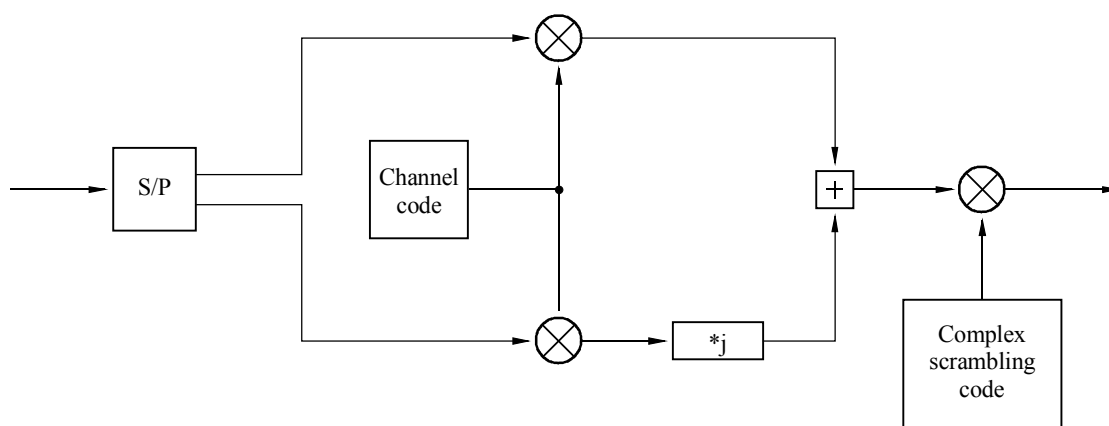 S/P
Channel
code
+
*j
Complex
scrambling
code